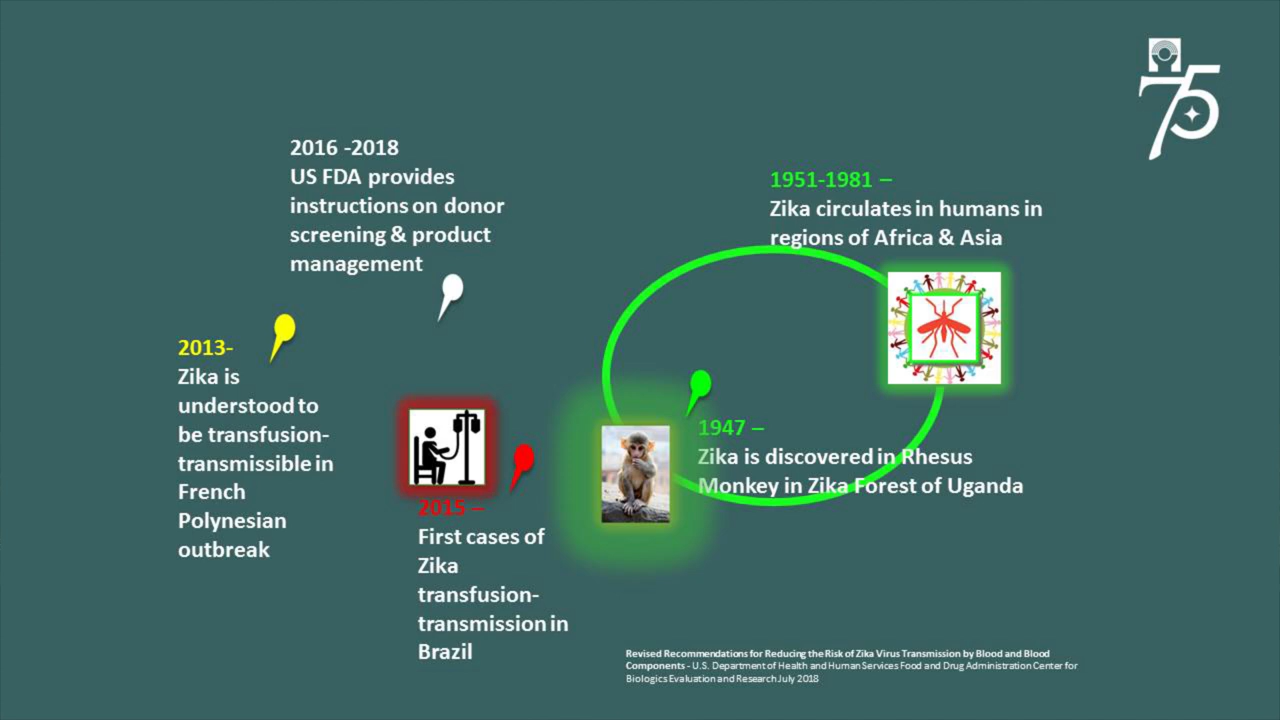 75
2016 -2018
US FDA provides
instructions on donor
screening & product
management
1951-1981 –
Zika circulates in humans in
regions of Africa & Asia
2013-
Zika is
understood to
be transfusion-
transmissible in
French
Polynesian
outbreak
1947 –
Zika is discovered in Rhesus
Monkey in Zika Forest of Uganda
2015 –
First cases of
Zika
transfusion-
transmission in
Brazil
Revised Recommendations for Reducing the Risk of Zika Virus Transmission by Blood and Blood
Components - U.S. Department of Health and Human Services Food and Drug Administration Center for
Biologics Evaluation and Research July 2018